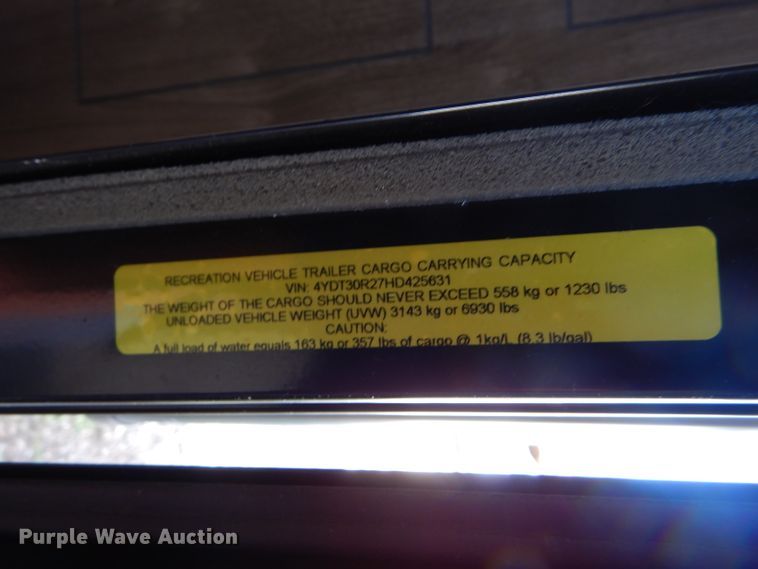 RECREATION VEHICLE TRAILER CARGO CARRYING CAPACITY
VIN: 4YDT30R27HD425631
THE WEIGHT OF THE CARGO SHOULD NEVER EXCEED 558 kg or 1230 lbs
UNLOADED VEHICLE WEIGHT (UVW) 3143 kg or 6930 lbs
CAUTION:
A full load of water equals 163 kg or 357 lbs of cargo @ 1kg/L (8.3 lb/gal)
Purple Wave Auction